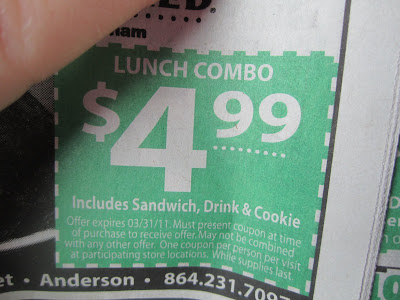 LUNCH COMBO
$4.99
Includes Sandwich, Drink & Cookie
Offer expires 03/31/11. Must present coupon at time
of purchase to receive offer. May not be combined
with any other offer. One coupon per person per visit
at participating store locations. While supplies last.
• Anderson • 864.231.709